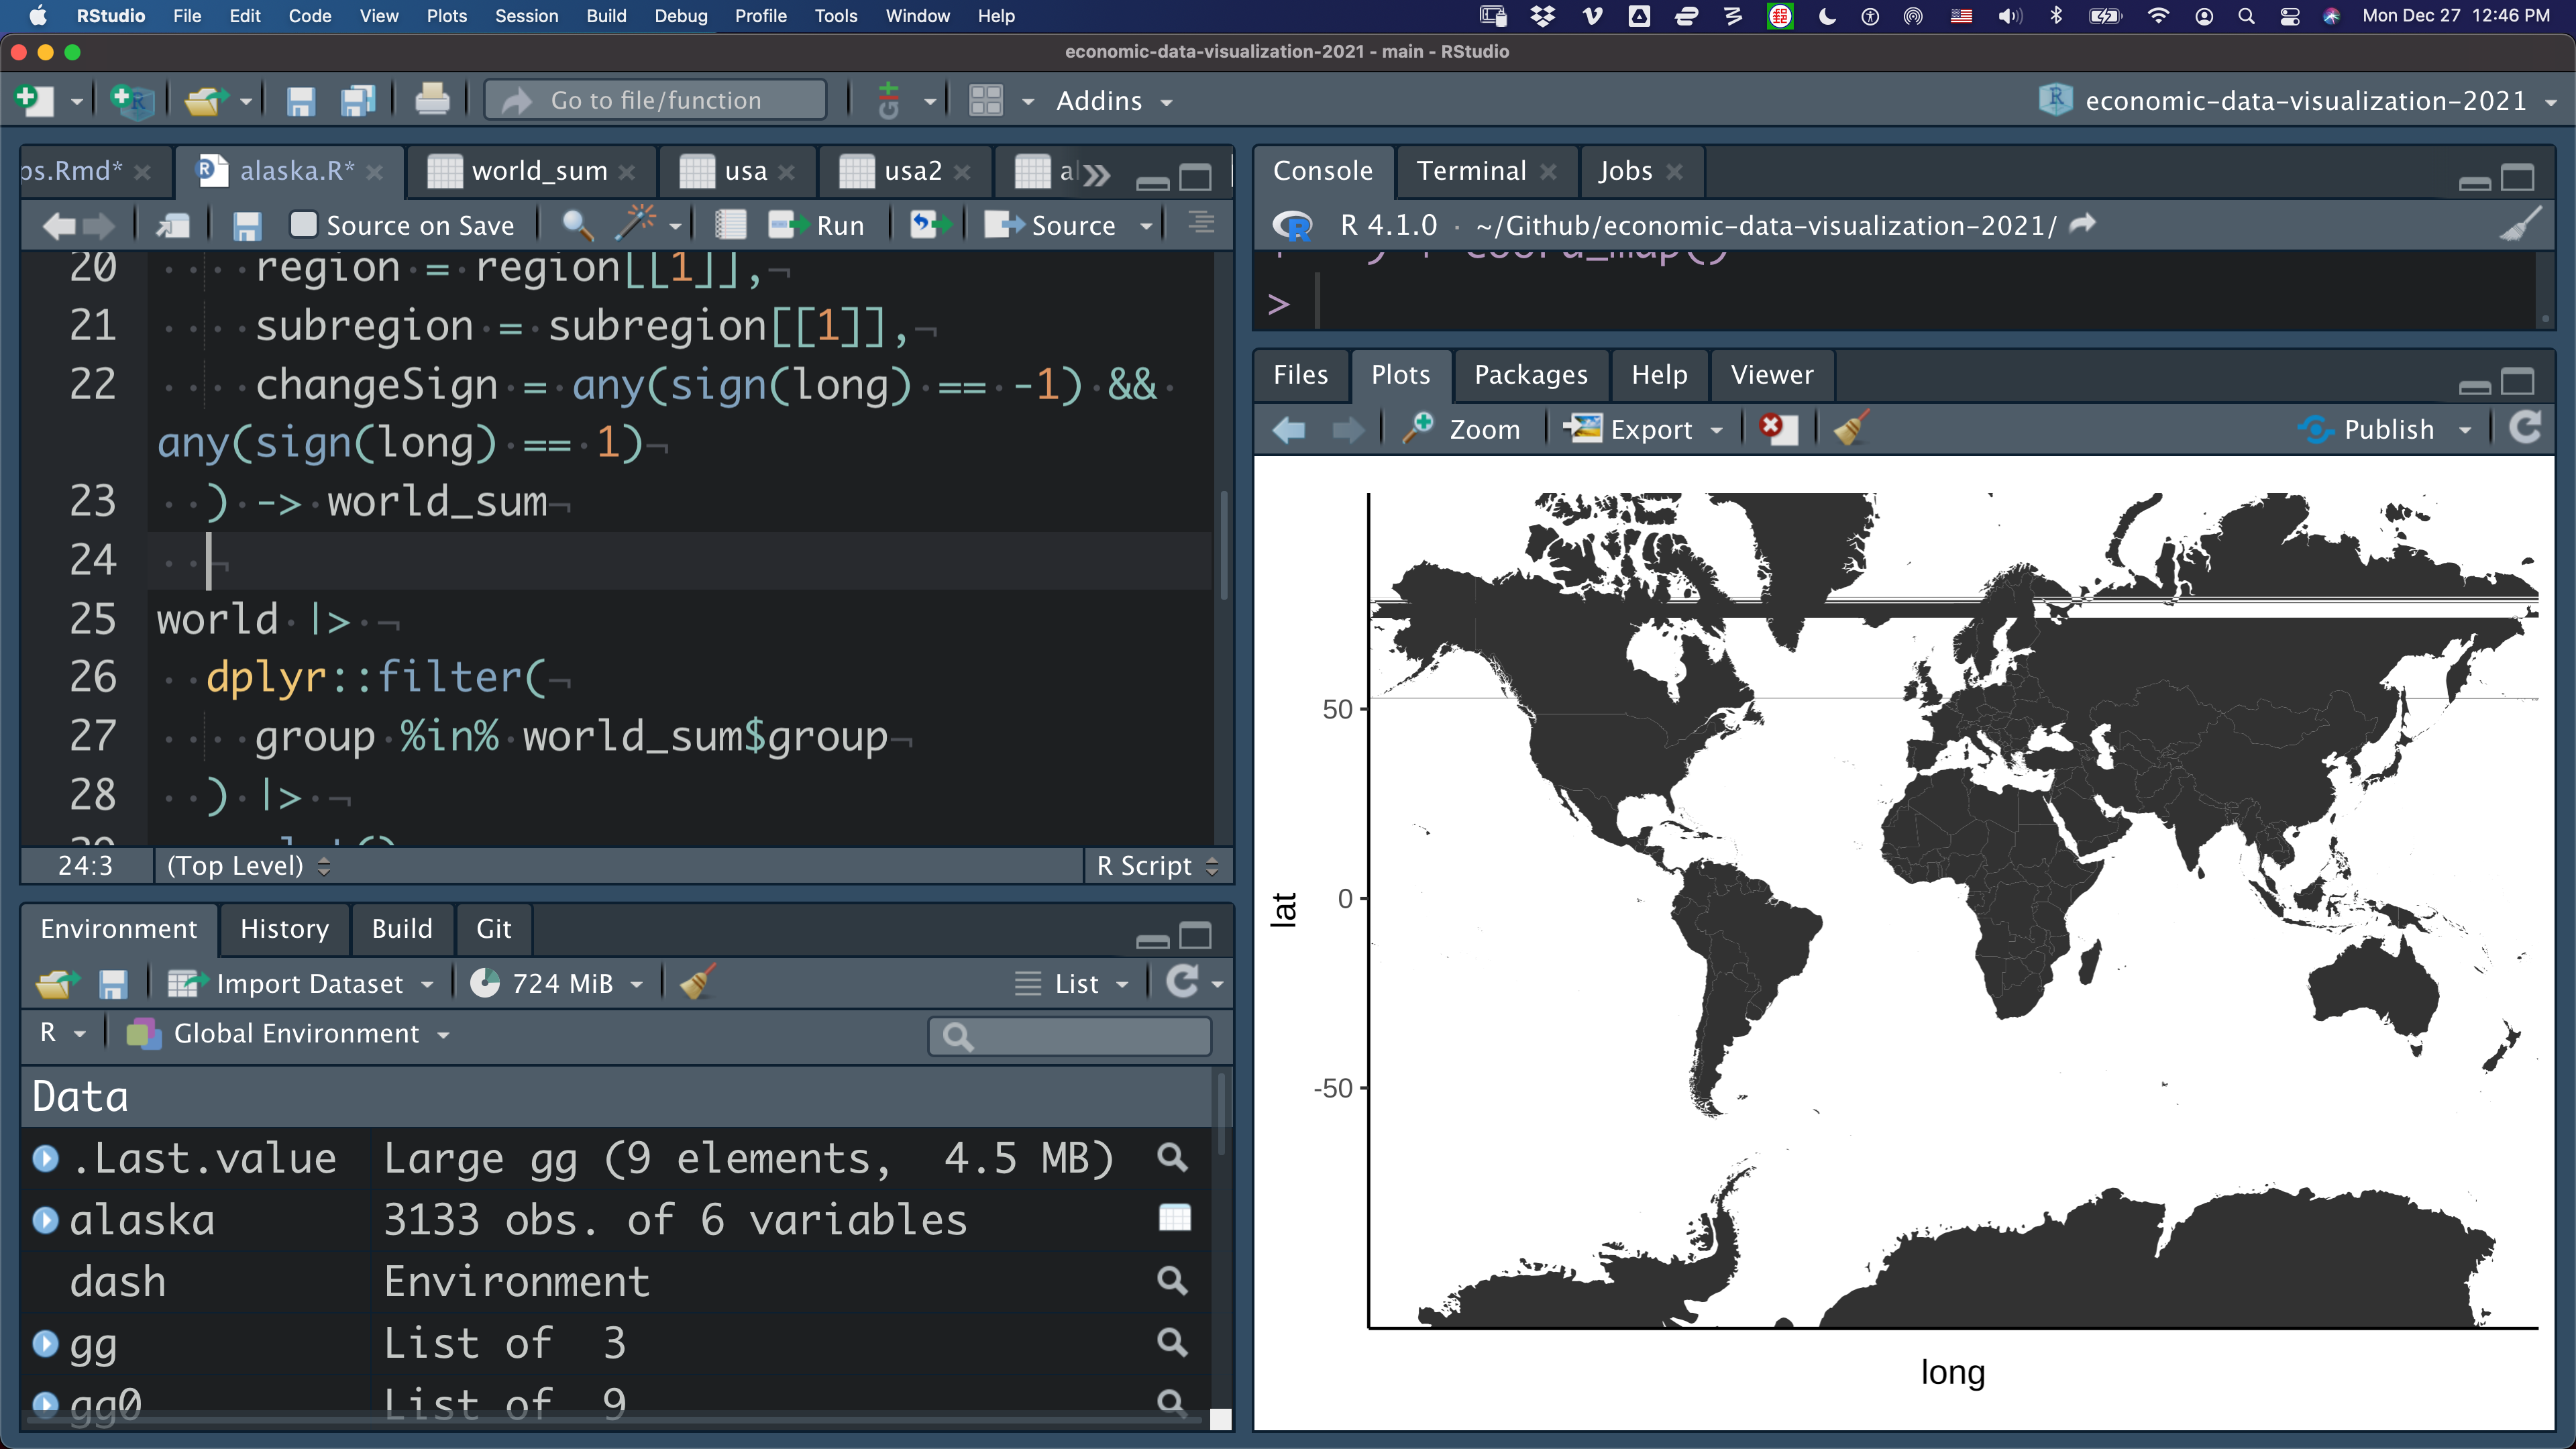 RStudio File Edit Code View Plots Session Build Debug Profile Tools Window Help Mon Dec 27 12:46 PM
economic-data-visualization-2021 - main - RStudio
Go to file/function Addins economic-data-visualization-2021
ps.Rmd* alaska.R* world_sum usa usa2
Source on Save Run Source
20 region = region[[1]],
21 subregion = subregion[[1]],
22 changeSign = any(sign(long) == -1) &&
any(sign(long) == 1)
23 ) -> world_sum
24
25 world |>
26 dplyr::filter(
27 group %in% world_sum$group
28 ) |>
24:3 (Top Level) R Script
Environment History Build Git
Import Dataset 724 MiB List
R Global Environment
Data
.Last.value Large gg (9 elements, 4.5 MB)
alaska 3133 obs. of 6 variables
dash Environment
gg List of 3
gg0 List of 9
Console Terminal Jobs
R 4.1.0 · ~/Github/economic-data-visualization-2021/
+ ) + coord_map()
>
Files Plots Packages Help Viewer
Zoom Export Publish
50
0
-50
lat
long